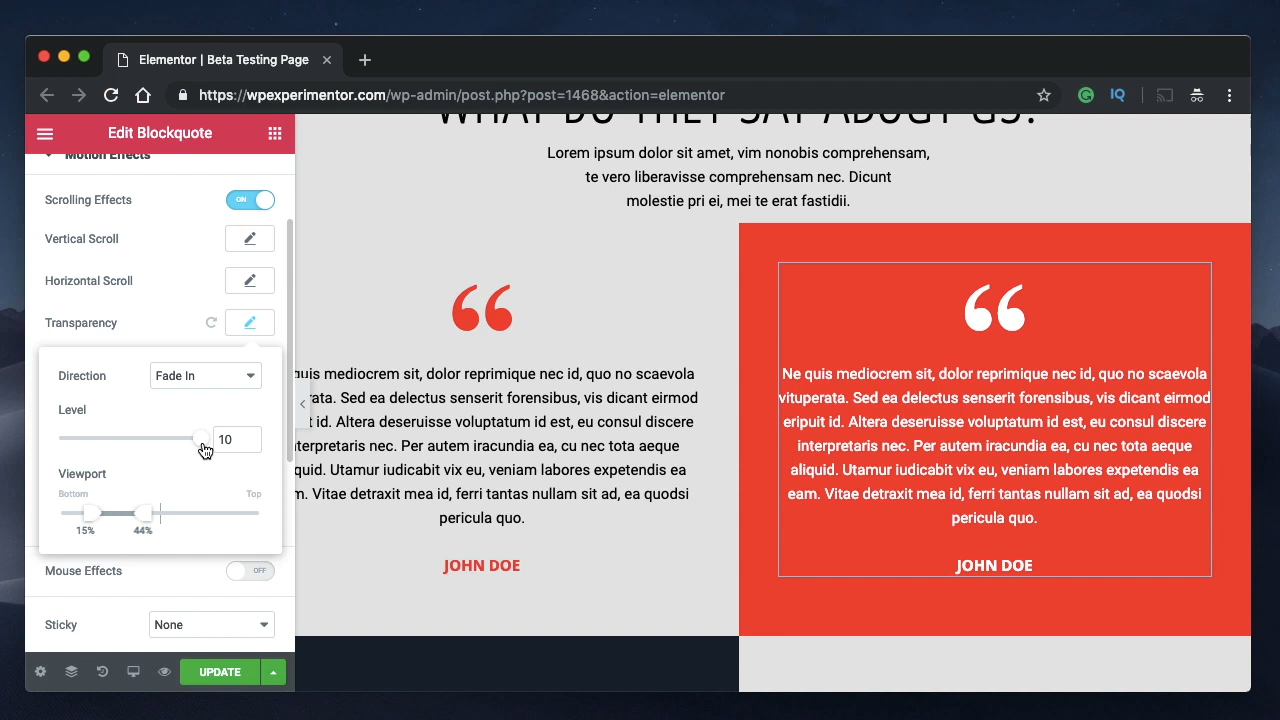 Elementor | Beta Testing Page
https://wpexperimentor.com/wp-admin/post.php?post=1468&action=elementor
IQ
Edit Blockquote
Motion Effects
Scrolling Effects
ON
Vertical Scroll
Horizontal Scroll
Transparency
Direction
Fade In
Level
10
Viewport
Bottom
Top
15%
44%
Mouse Effects
OFF
Sticky
None
UPDATE
WHAT DO THEY SAY ABOUT US?
Lorem ipsum dolor sit amet, vim nonobis comprehensam,
te vero liberavisse comprehensam nec. Dicunt
molestie pri ei, mei te erat fastidii.
quis mediocrem sit, dolor reprimique nec id, quo no scaevola
rata. Sed ea delectus senserit forensibus, vis dicant eirmod
t id. Altera deseruisse voluptatum id est, eu consul discere
nterpretaris nec. Per autem iracundia ea, cu nec tota aeque
quid. Utamur iudicabit vix eu, veniam labores expetendis ea
m. Vitae detraxit mea id, ferri tantas nullam sit ad, ea quodsi
pericula quo.
JOHN DOE
Ne quis mediocrem sit, dolor reprimique nec id, quo no scaevola
vituperata. Sed ea delectus senserit forensibus, vis dicant eirmod
eripuit id. Altera deseruisse voluptatum id est, eu consul discere
interpretaris nec. Per autem iracundia ea, cu nec tota aeque
aliquid. Utamur iudicabit vix eu, veniam labores expetendis ea
eam. Vitae detraxit mea id, ferri tantas nullam sit ad, ea quodsi
pericula quo.
JOHN DOE